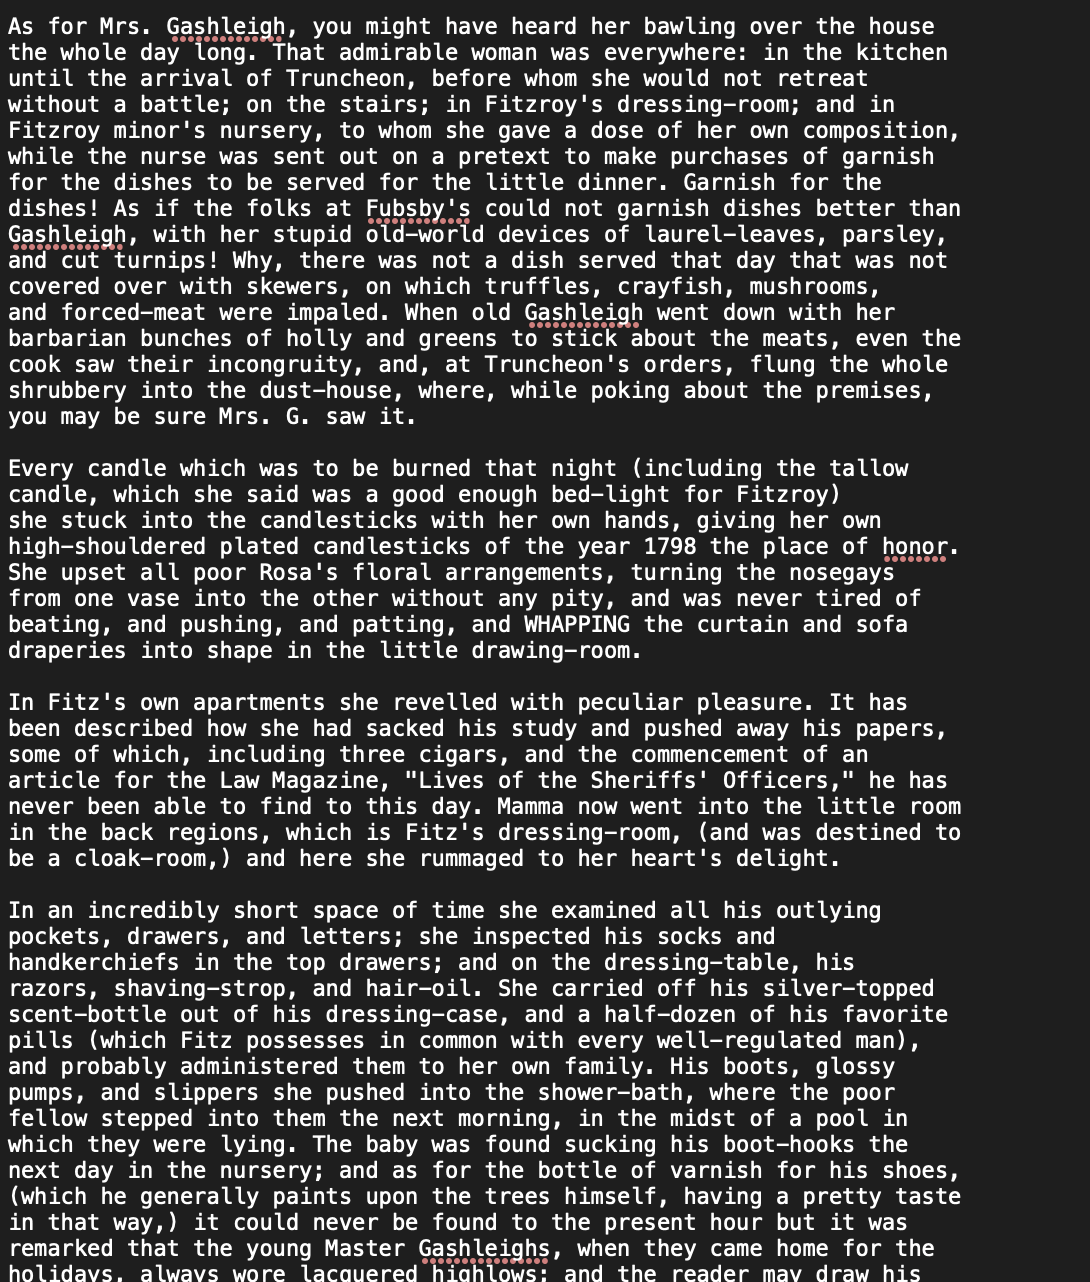 As for Mrs. Gashleigh, you might have heard her bawling over the house
the whole day long. That admirable woman was everywhere: in the kitchen
until the arrival of Truncheon, before whom she would not retreat
without a battle; on the stairs; in Fitzroy's dressing-room; and in
Fitzroy minor's nursery, to whom she gave a dose of her own composition,
while the nurse was sent out on a pretext to make purchases of garnish
for the dishes to be served for the little dinner. Garnish for the
dishes! As if the folks at Fubsby's could not garnish dishes better than
Gashleigh, with her stupid old-world devices of laurel-leaves, parsley,
and cut turnips! Why, there was not a dish served that day that was not
covered over with skewers, on which truffles, crayfish, mushrooms,
and forced-meat were impaled. When old Gashleigh went down with her
barbarian bunches of holly and greens to stick about the meats, even the
cook saw their incongruity, and, at Truncheon's orders, flung the whole
shrubbery into the dust-house, where, while poking about the premises,
you may be sure Mrs. G. saw it.

Every candle which was to be burned that night (including the tallow
candle, which she said was a good enough bed-light for Fitzroy)
she stuck into the candlesticks with her own hands, giving her own
high-shouldered plated candlesticks of the year 1798 the place of honor.
She upset all poor Rosa's floral arrangements, turning the nosegays
from one vase into the other without any pity, and was never tired of
beating, and pushing, and patting, and WHAPPING the curtain and sofa
draperies into shape in the little drawing-room.

In Fitz's own apartments she revelled with peculiar pleasure. It has
been described how she had sacked his study and pushed away his papers,
some of which, including three cigars, and the commencement of an
article for the Law Magazine, "Lives of the Sheriffs' Officers," he has
never been able to find to this day. Mamma now went into the little room
in the back regions, which is Fitz's dressing-room, (and was destined to
be a cloak-room,) and here she rummaged to her heart's delight.

In an incredibly short space of time she examined all his outlying
pockets, drawers, and letters; she inspected his socks and
handkerchiefs in the top drawers; and on the dressing-table, his
razors, shaving-strop, and hair-oil. She carried off his silver-topped
scent-bottle out of his dressing-case, and a half-dozen of his favorite
pills (which Fitz possesses in common with every well-regulated man),
and probably administered them to her own family. His boots, glossy
pumps, and slippers she pushed into the shower-bath, where the poor
fellow stepped into them the next morning, in the midst of a pool in
which they were lying. The baby was found sucking his boot-hooks the
next day in the nursery; and as for the bottle of varnish for his shoes,
(which he generally paints upon the trees himself, having a pretty taste
in that way,) it could never be found to the present hour but it was
remarked that the young Master Gashleighs, when they came home for the
holidays, always wore lacquered highlows; and the reader may draw his